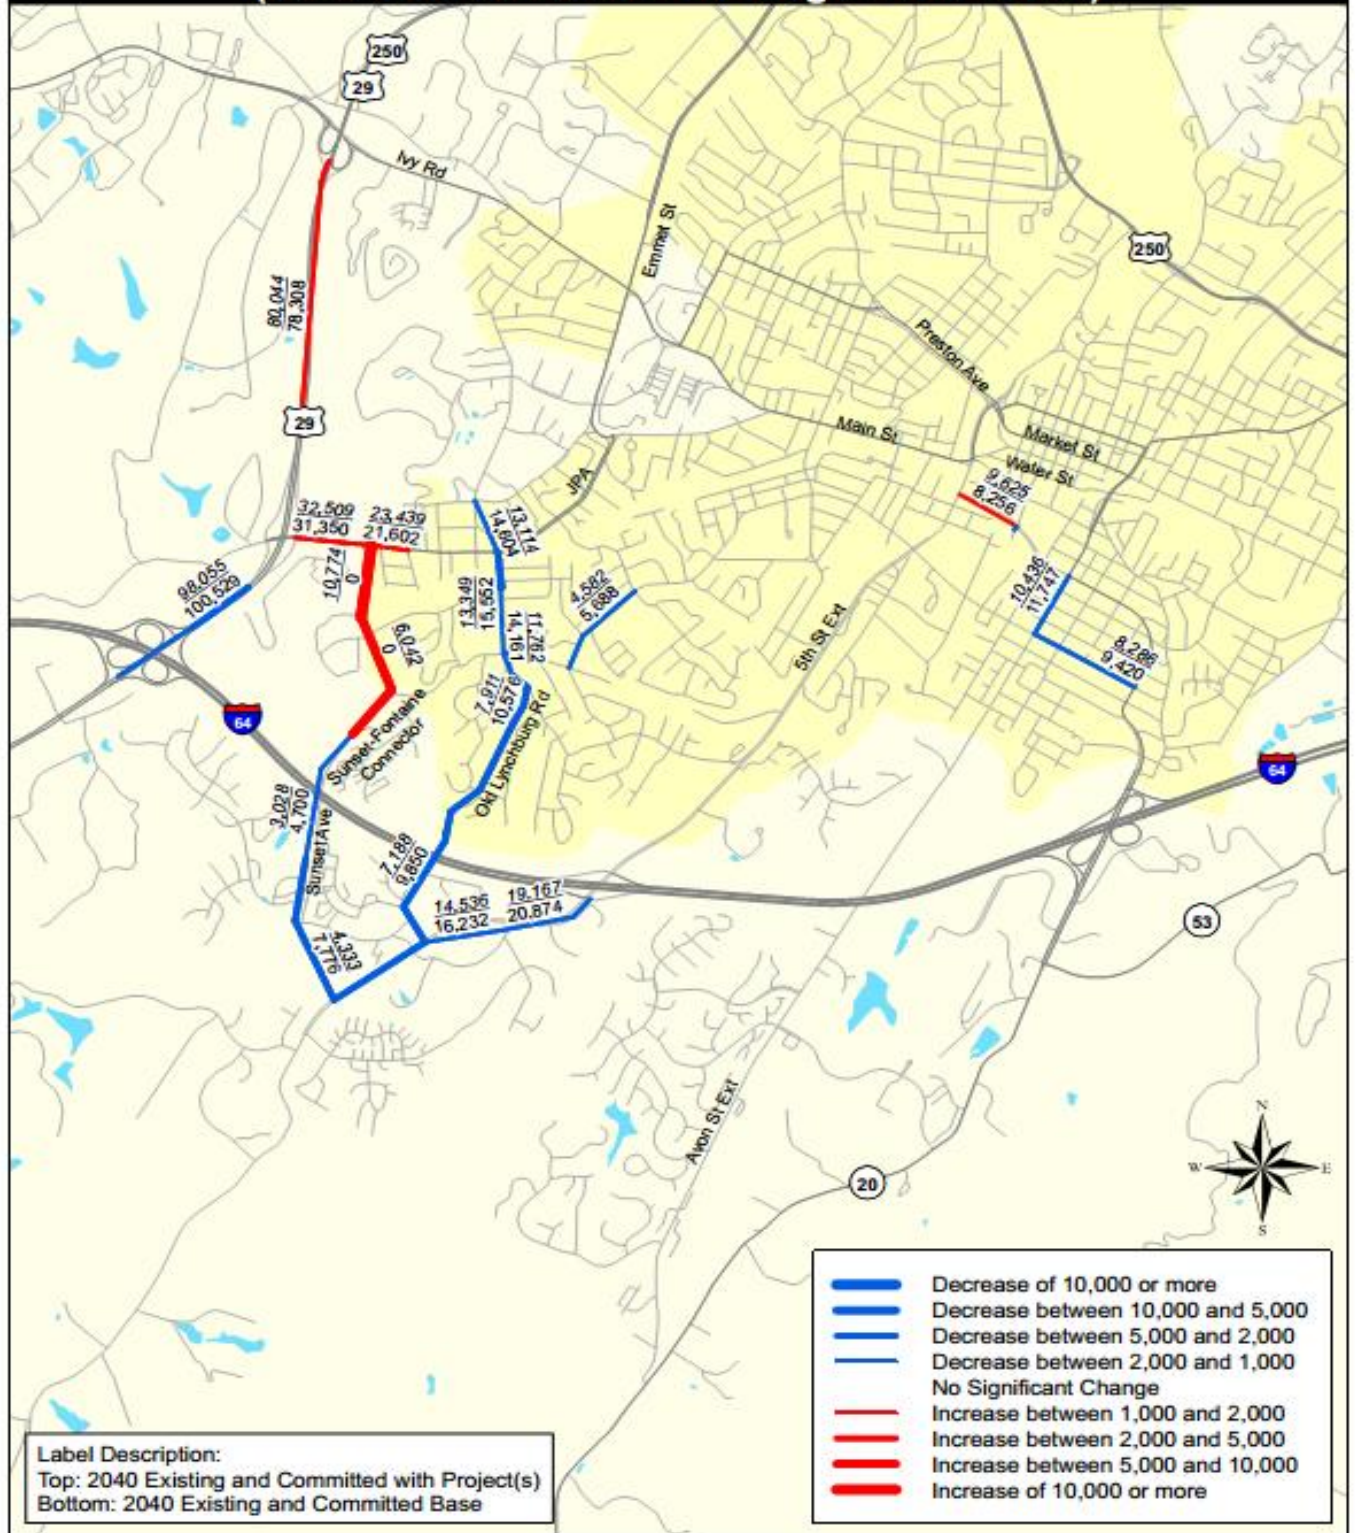 250
29
Ivy Rd
Emmet St
250
80,044
78,308
Preston Ave
29
Main St
Market St
Water St
JPA
9,625
8,256
32,509
31,350
23,439
21,602
13,114
14,604
10,774
0
98,055
100,529
13,349
15,552
4,582
5,688
10,436
11,747
11,762
14,161
6,042
0
5th St Ext
8,286
9,420
7,911
10,576
64
Sunset-Fontaine
Connector
Old Lynchburg Rd
64
3,028
4,700
Sunset Ave
7,188
9,850
14,536
16,232
19,167
20,874
53
4,333
7,776
Avon St Ext
N
W
E
S
20
Decrease of 10,000 or more
Decrease between 10,000 and 5,000
Decrease between 5,000 and 2,000
Decrease between 2,000 and 1,000
No Significant Change
Increase between 1,000 and 2,000
Increase between 2,000 and 5,000
Increase between 5,000 and 10,000
Increase of 10,000 or more
Label Description:
Top: 2040 Existing and Committed with Project(s)
Bottom: 2040 Existing and Committed Base